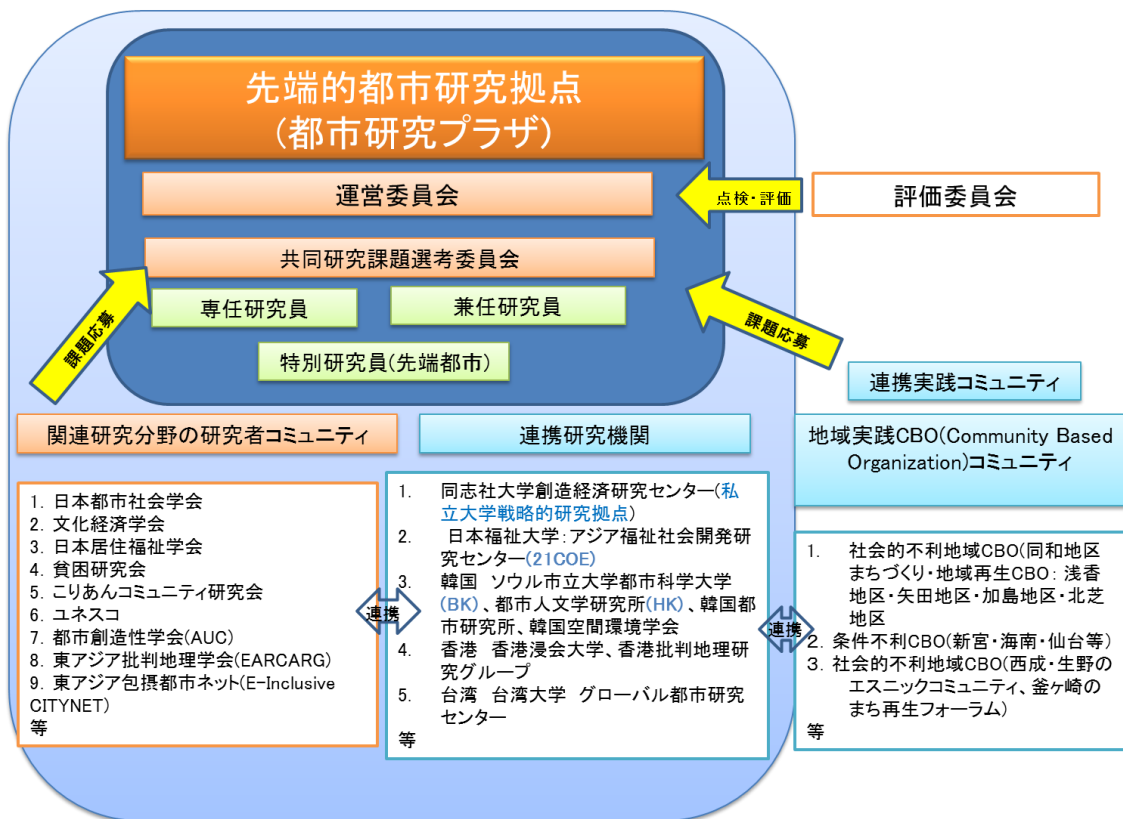 先端的都市研究拠点
(都市研究プラザ)
運営委員会
点検・評価
評価委員会
共同研究課題選考委員会
専任研究員
兼任研究員
特別研究員(先端都市)
課題応募
課題応募
連携実践コミュニティ
関連研究分野の研究者コミュニティ
連携研究機関
地域実践CBO(Community Based
Organization)コミュニティ
1. 日本都市社会学会
2. 文化経済学会
3. 日本居住福祉学会
4. 貧困研究会
5. こりあんコミュニティ研究会
6. ユネスコ
7. 都市創造性学会(AUC)
8. 東アジア批判地理学会(EARCARG)
9. 東アジア包摂都市ネット(E-Inclusive
CITYNET)
等
連携
1. 同志社大学創造経済研究センター(私
立大学戦略的研究拠点)
2. 日本福祉大学：アジア福祉社会開発研
究センター(21COE)
3. 韓国 ソウル市立大学都市科学大学
(BK)、都市人文学研究所(HK)、韓国都
市研究所、韓国空間環境学会
4. 香港 香港浸会大学、香港批判地理研
究グループ
5. 台湾 台湾大学 グローバル都市研究
センター
等
連携
1. 社会的不利地域CBO(同和地区
まちづくり・地域再生CBO：浅香
地区・矢田地区・加島地区・北芝
地区
2. 条件不利CBO(新宮・海南・仙台等)
3. 社会的不利地域CBO(西成・生野の
エスニックコミュニティ、釜ヶ崎の
まち再生フォーラム)
等